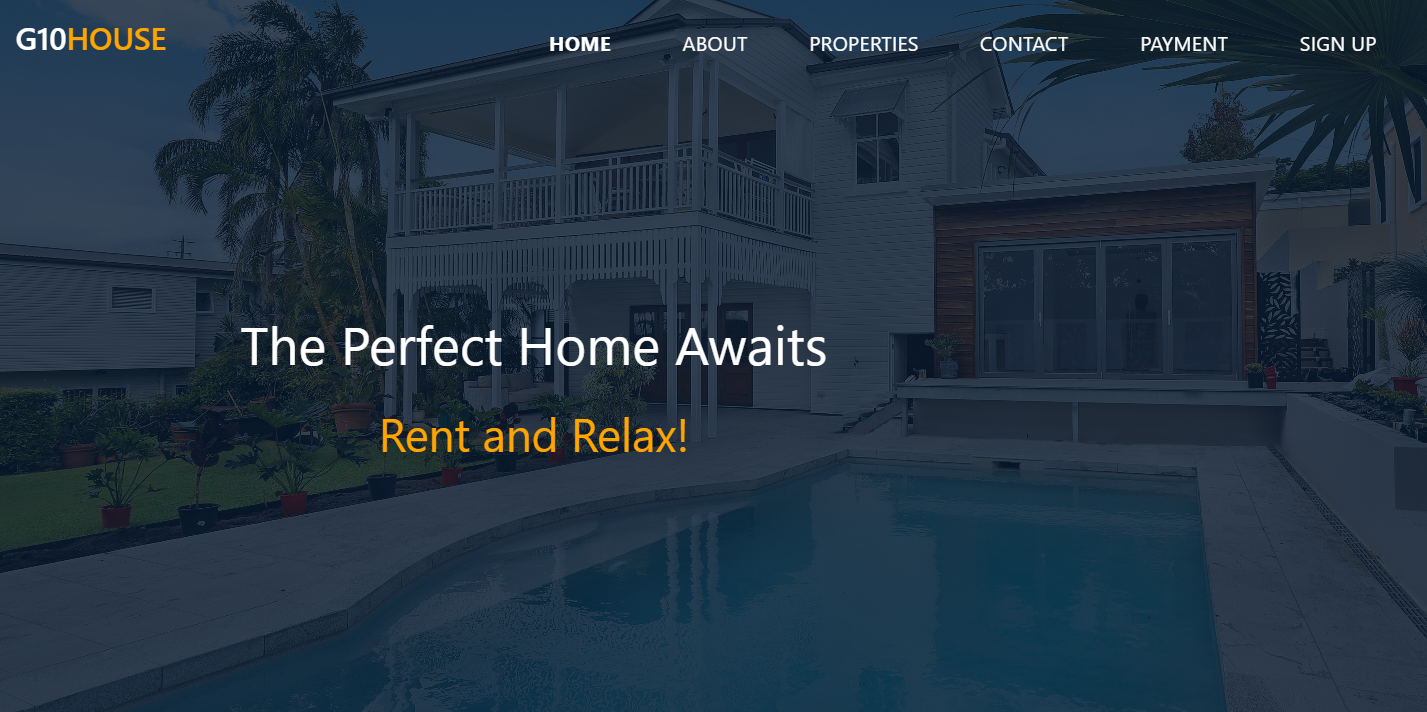 G10HOUSE
HOME ABOUT PROPERTIES CONTACT PAYMENT SIGN UP
The Perfect Home Awaits
Rent and Relax!